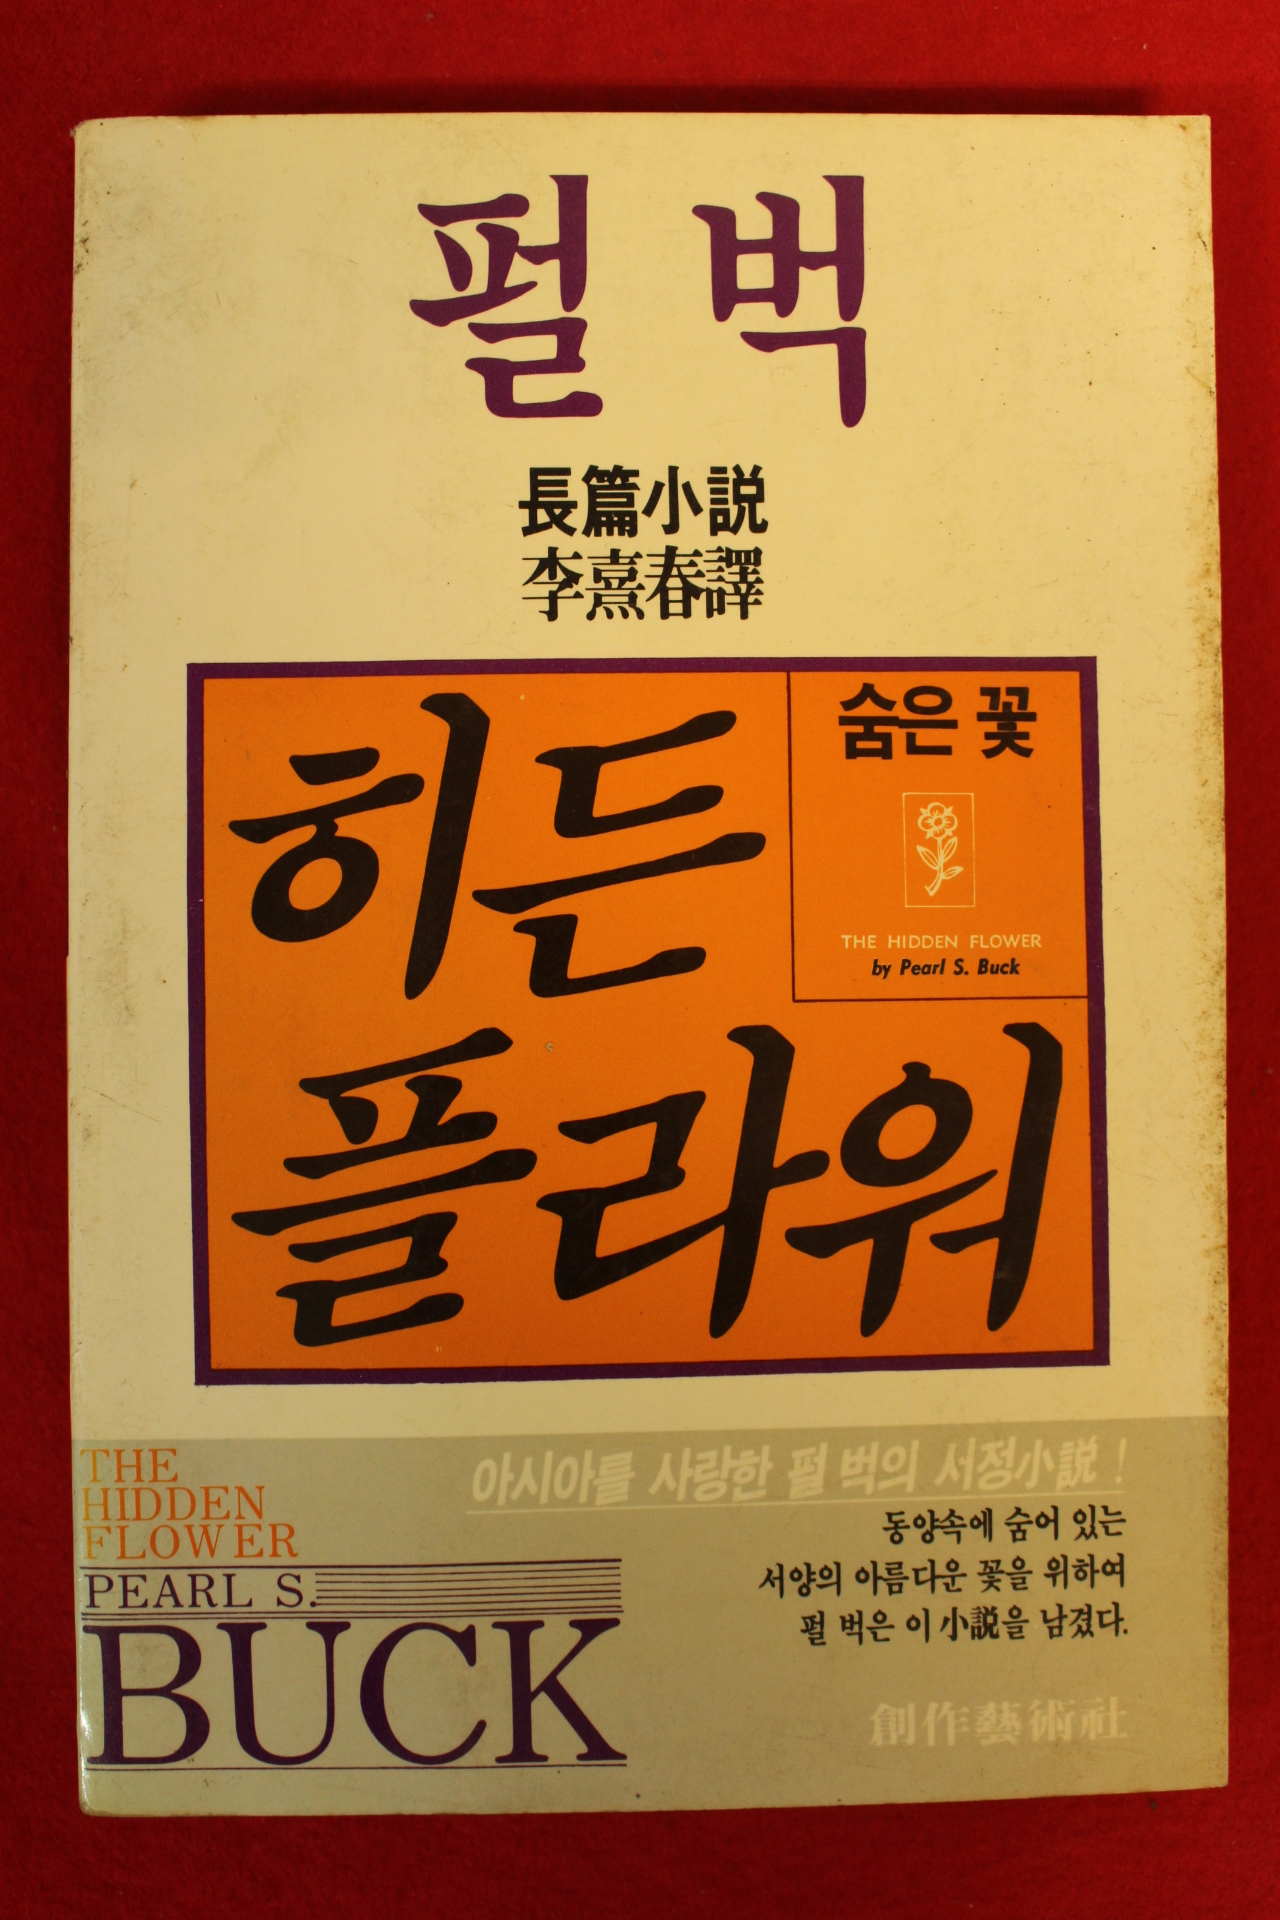 펄 벅
長篇小説
李熹春譯
히든
플라워
숨은 꽃
THE HIDDEN FLOWER
by Pearl S. Buck
THE
HIDDEN
FLOWER
PEARL S.
BUCK
아시아를 사랑한 펄 벅의 서정小説!
동양속에 숨어 있는
서양의 아름다운 꽃을 위하여
펄 벅은 이 小説을 남겼다.
創作藝術社